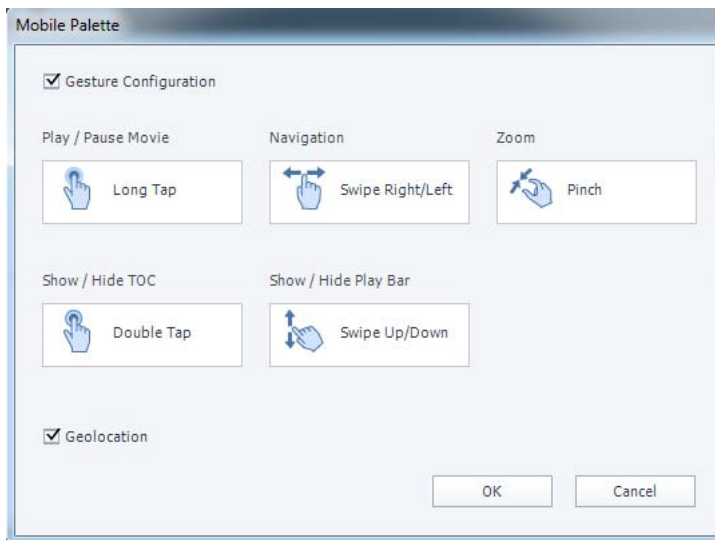 Mobile Palette
Gesture Configuration
Play / Pause Movie
Navigation
Zoom
Long Tap
Swipe Right/Left
Pinch
Show / Hide TOC
Show / Hide Play Bar
Double Tap
Swipe Up/Down
Geolocation
OK
Cancel